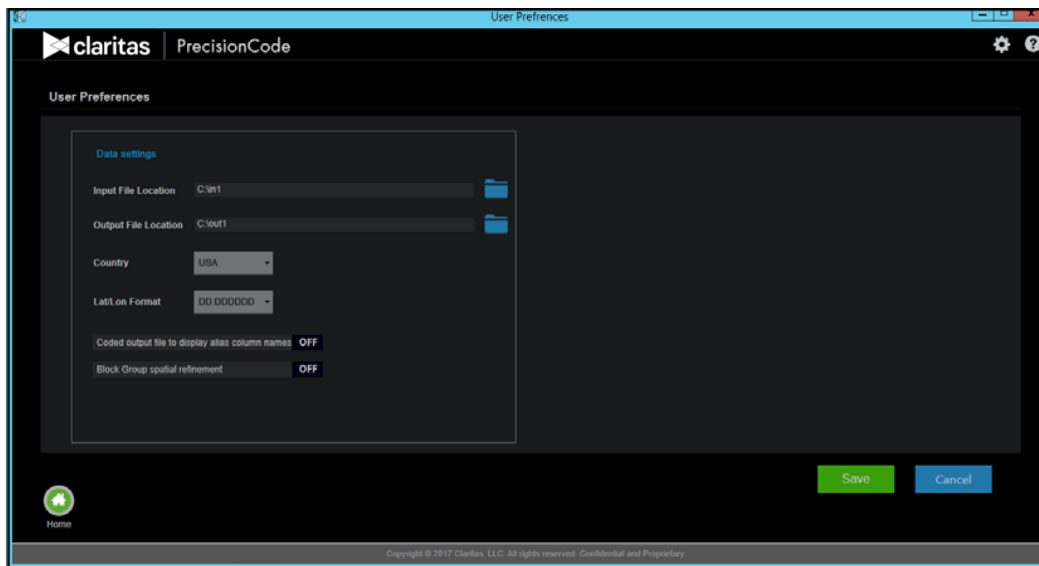 User Prefrences
claritas PrecisionCode
User Preferences
Data settings
Input File Location C:\in1
Output File Location C:\out1
Country USA
Lat/Lon Format DD.DDDDDD
Coded output file to display alias column names OFF
Block Group spatial refinement OFF
Save Cancel
Home
Copyright © 2017 Claritas, LLC. All rights reserved. Confidential and Proprietary